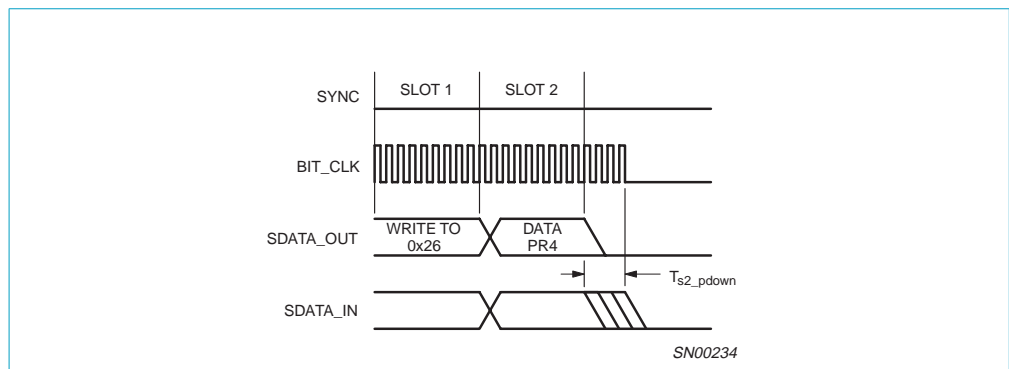 SYNC
SLOT 1
SLOT 2
BIT_CLK
SDATA_OUT
WRITE TO
0x26
DATA
PR4
Ts2_pdown
SDATA_IN
SN00234